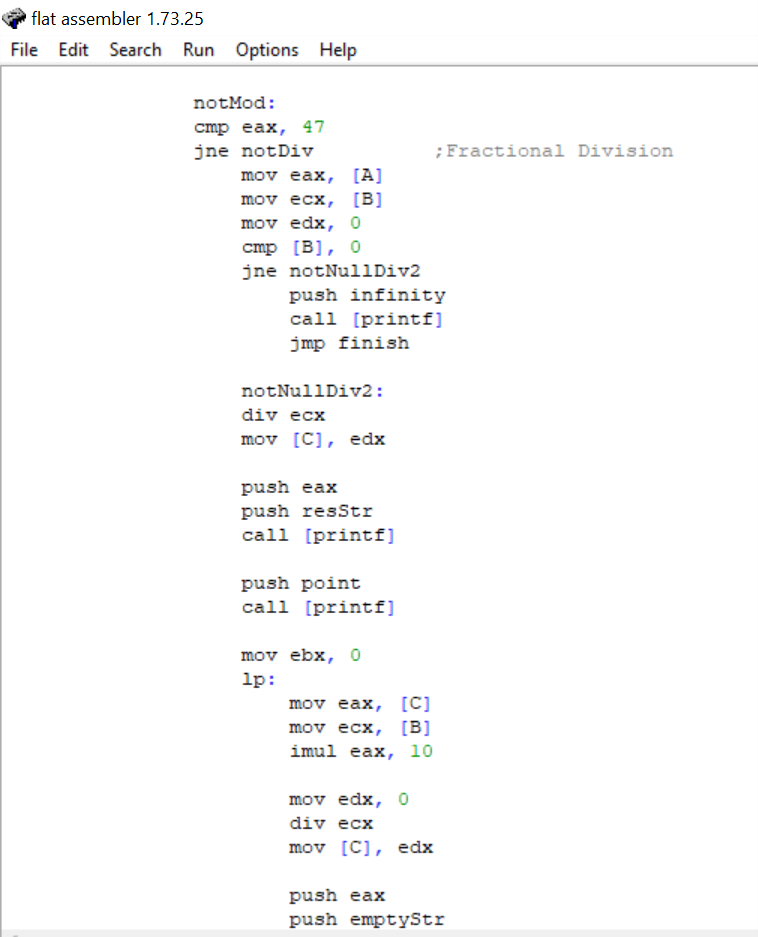 flat assembler 1.73.25
File Edit Search Run Options Help
notMod:
cmp eax, 47
jne notDiv ;Fractional Division
mov eax, [A]
mov ecx, [B]
mov edx, 0
cmp [B], 0
jne notNullDiv2
push infinity
call [printf]
jmp finish
notNullDiv2:
div ecx
mov [C], edx
push eax
push resStr
call [printf]
push point
call [printf]
mov ebx, 0
lp:
mov eax, [C]
mov ecx, [B]
imul eax, 10
mov edx, 0
div ecx
mov [C], edx
push eax
push emptyStr